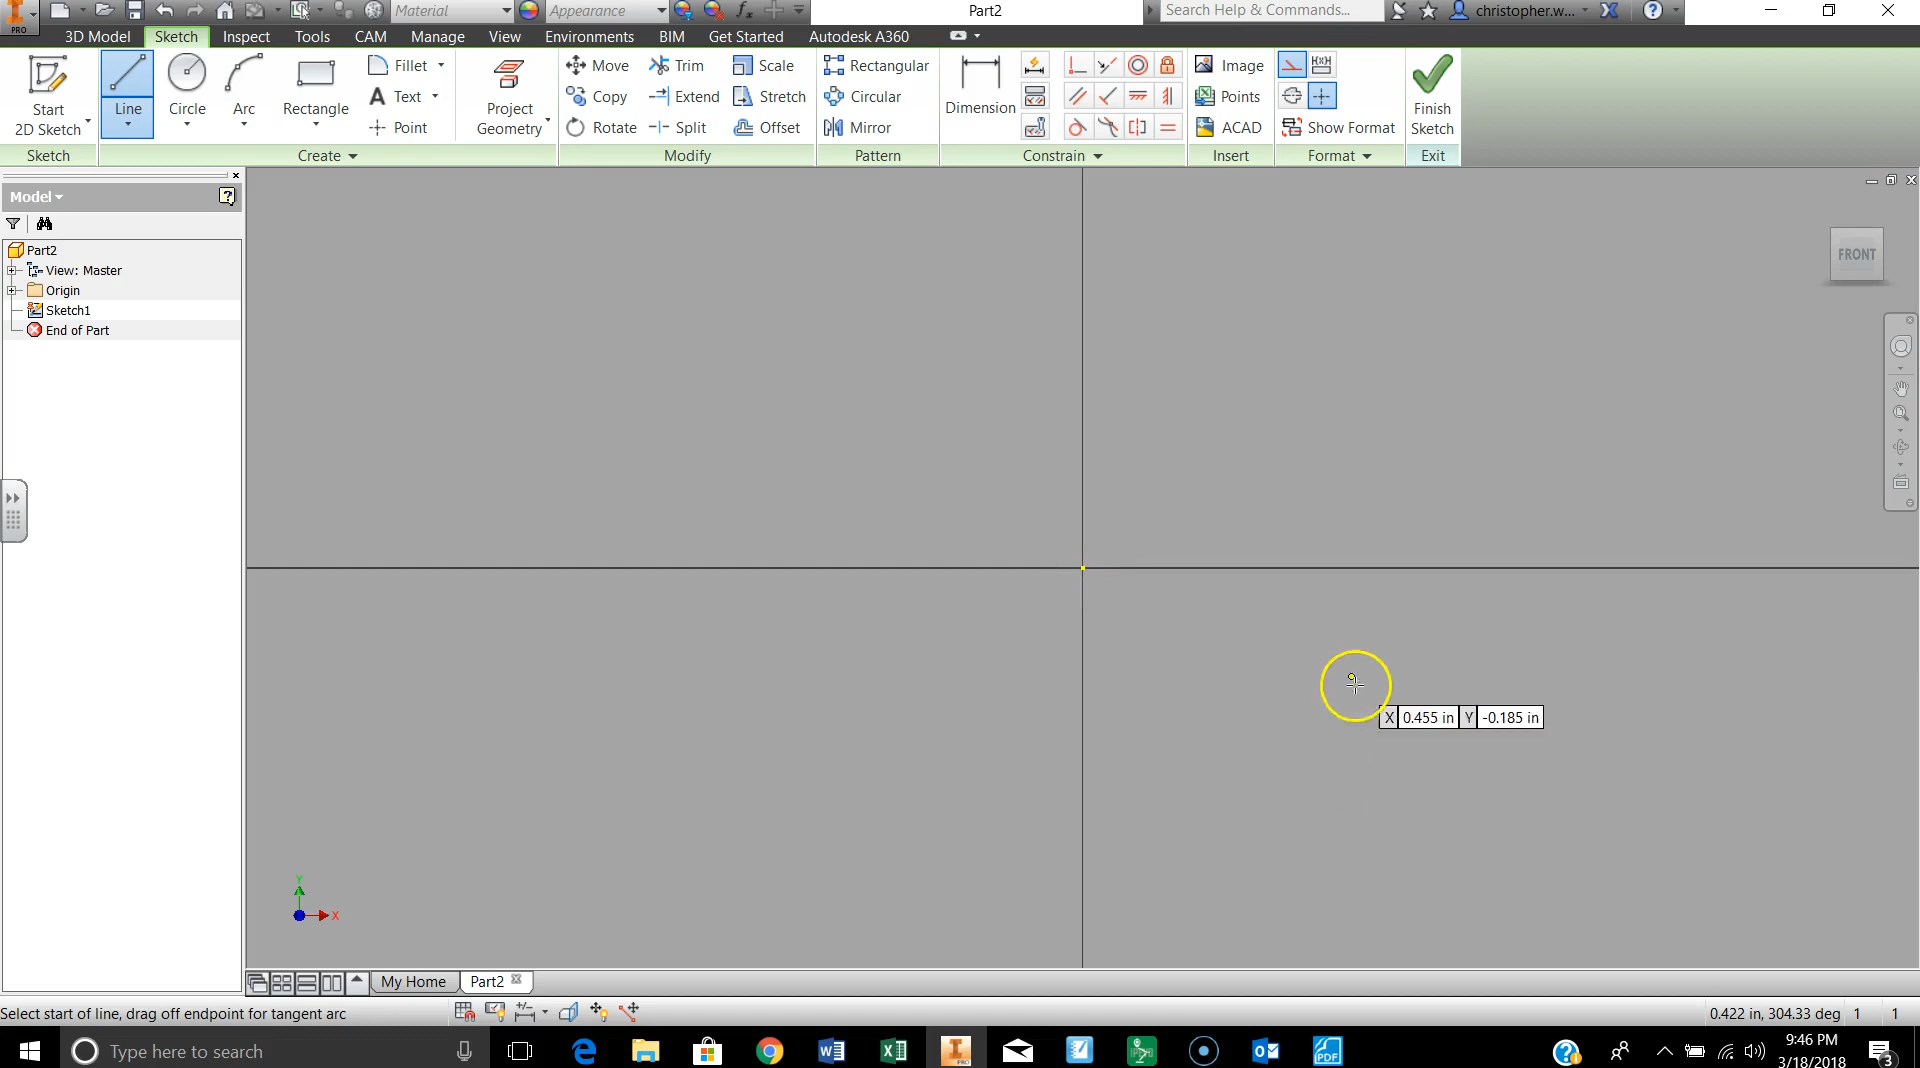 Material
Appearance
Part2
Search Help & Commands...
christopher.w...
PRO
3D Model
Sketch
Inspect
Tools
CAM
Manage
View
Environments
BIM
Get Started
Autodesk A360
Start
2D Sketch
Line
Circle
Arc
Rectangle
Fillet
Text
Point
Project
Geometry
Move
Copy
Rotate
Trim
Extend
Split
Scale
Stretch
Offset
Rectangular
Circular
Mirror
Dimension
Image
Points
ACAD
Show Format
Finish
Sketch
Sketch
Create
Modify
Pattern
Constrain
Insert
Format
Exit
Model
Part2
View: Master
Origin
Sketch1
End of Part
FRONT
X 0.455 in Y -0.185 in
Y
X
My Home
Part2
Select start of line, drag off endpoint for tangent arc
0.422 in, 304.33 deg 1 1
Type here to search
PRO
PDF
9:46 PM
3/18/2018
3